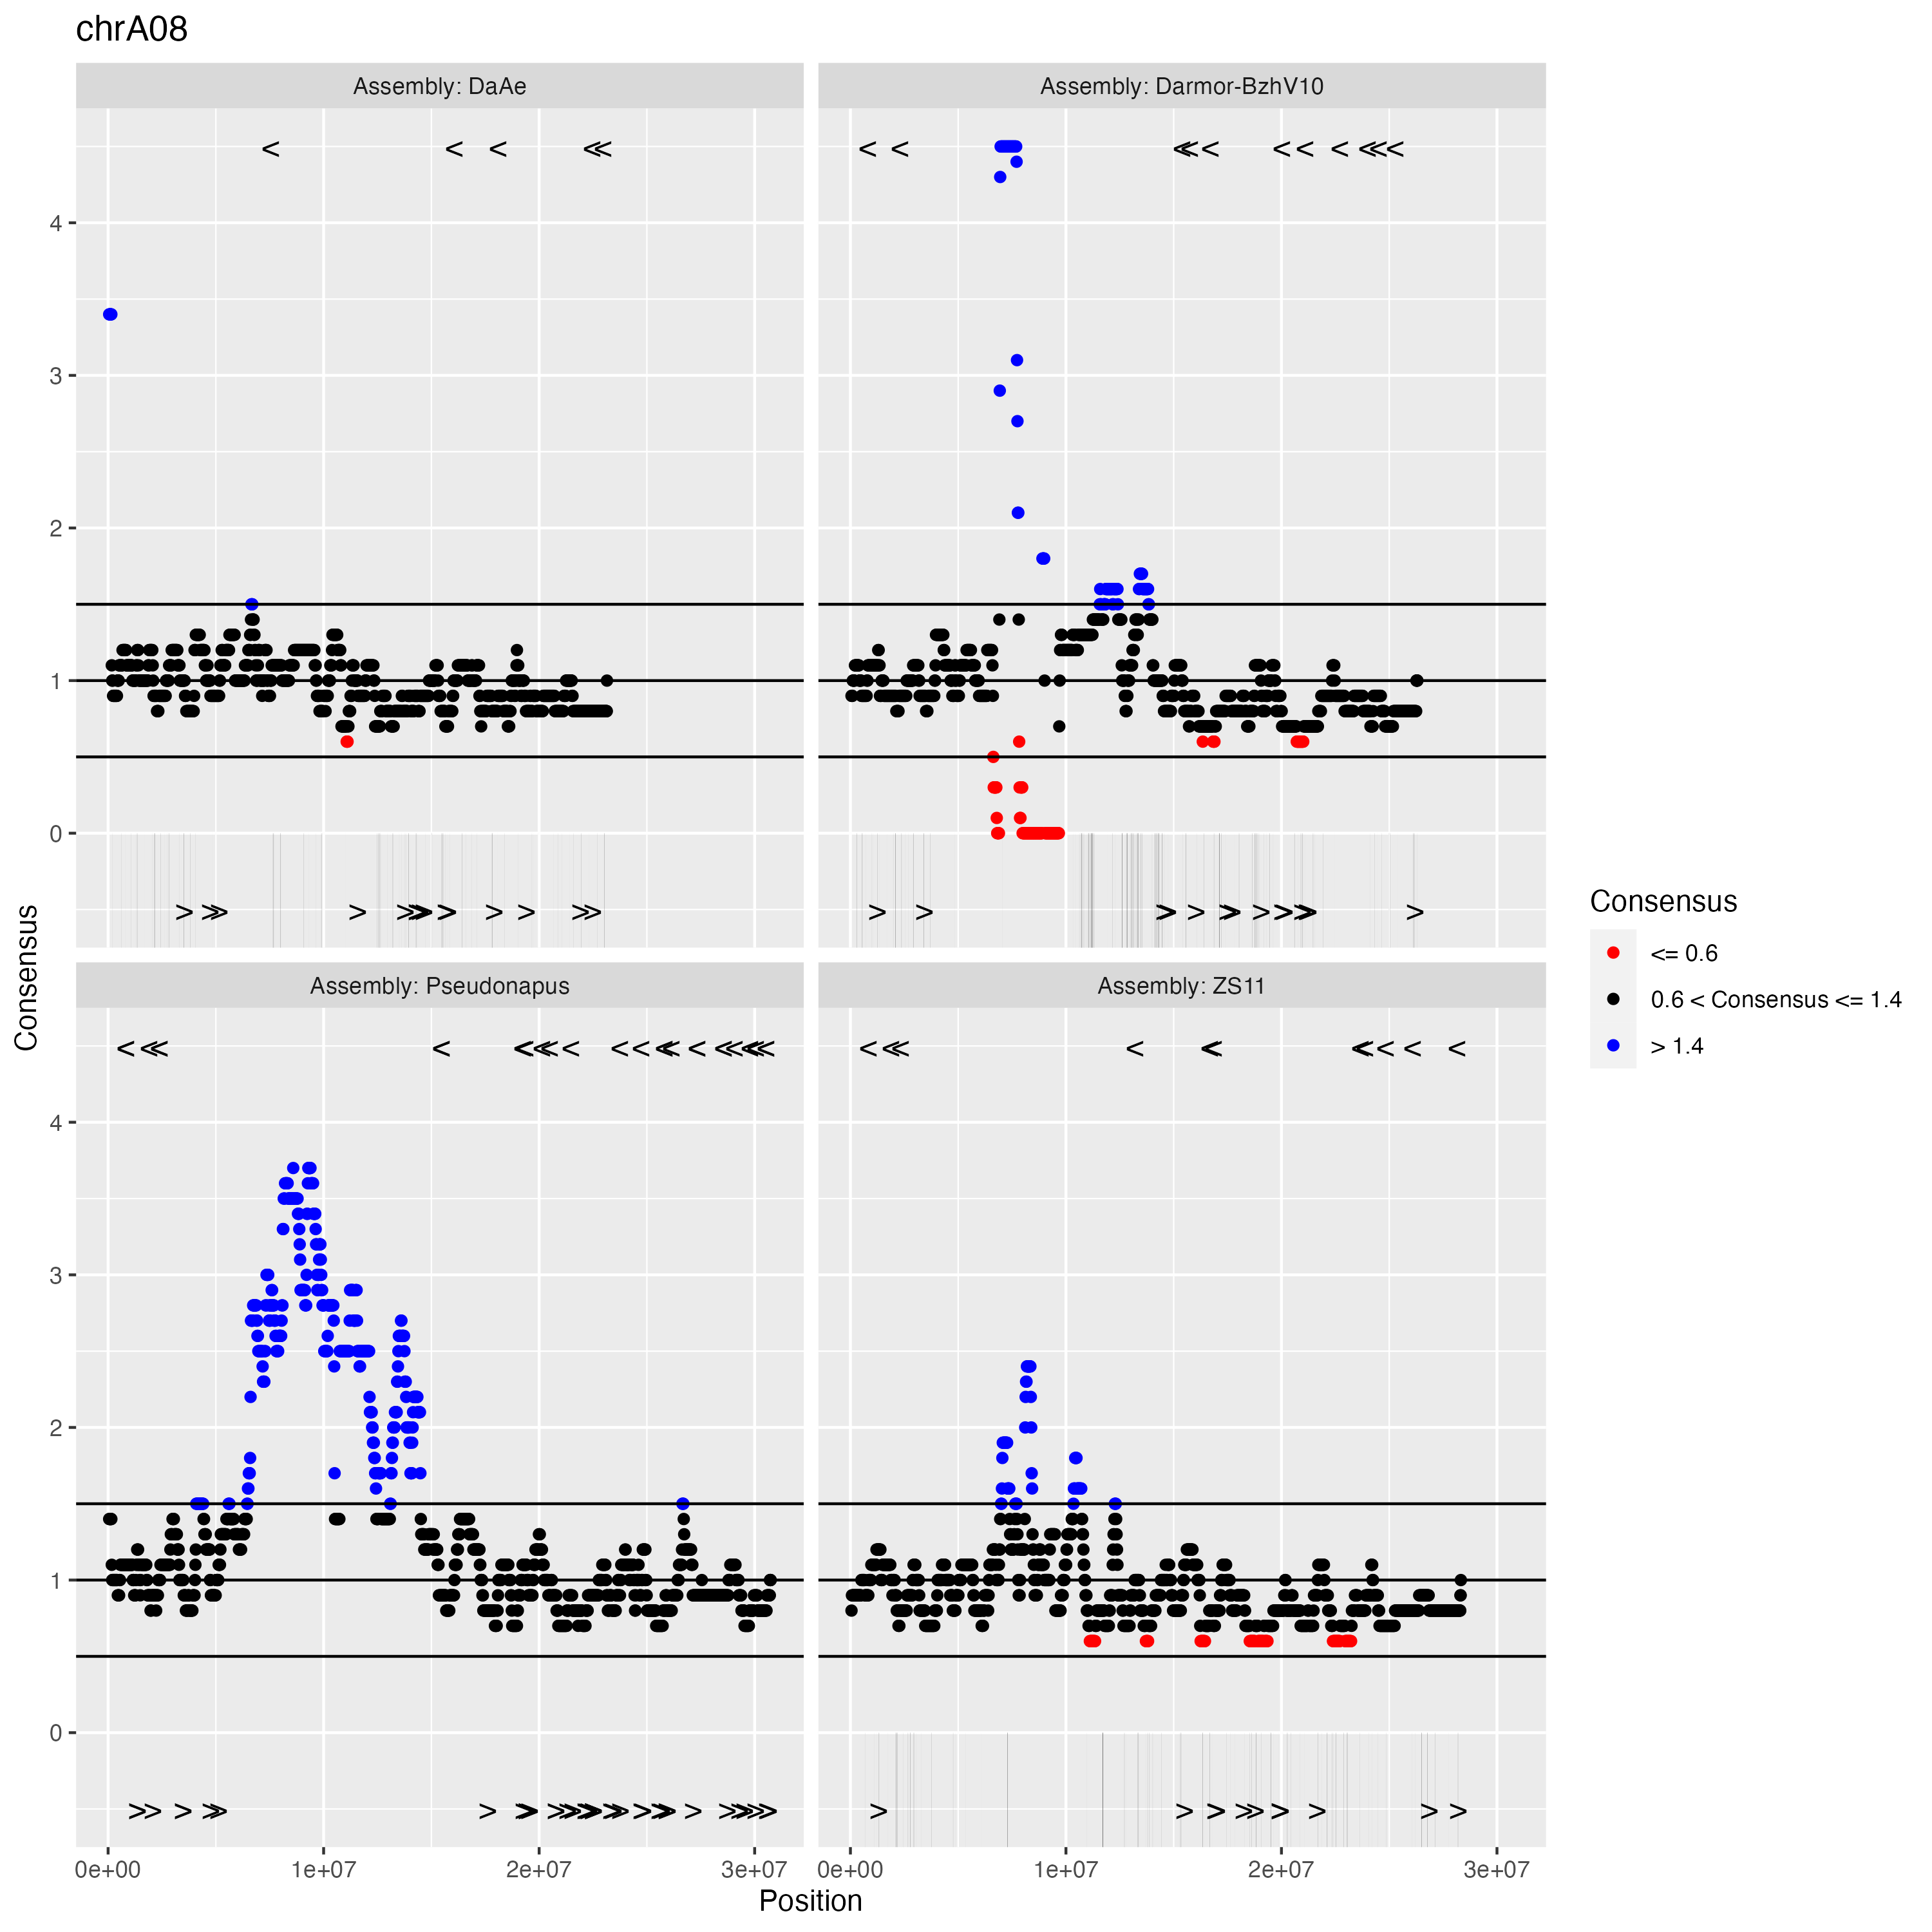 chrA08
Assembly: DaAe
Assembly: Darmor-BzhV10
4
3
2
1
0
Assembly: Pseudonapus
Assembly: ZS11
4
3
2
1
0
0e+00 1e+07 2e+07 3e+07
0e+00 1e+07 2e+07 3e+07
Position
Consensus
Consensus
<= 0.6
0.6 < Consensus <= 1.4
> 1.4